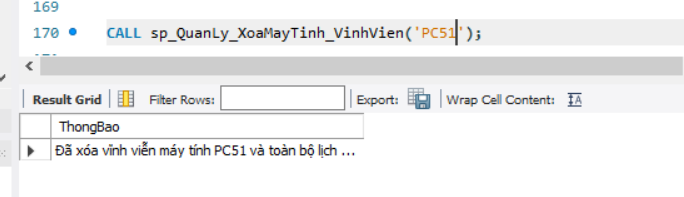 169
170 CALL sp_QuanLy_XoaMayTinh_VinhVien('PC51');
Result Grid Filter Rows: Export: Wrap Cell Content:
ThongBao
Đã xóa vĩnh viễn máy tính PC51 và toàn bộ lịch ...